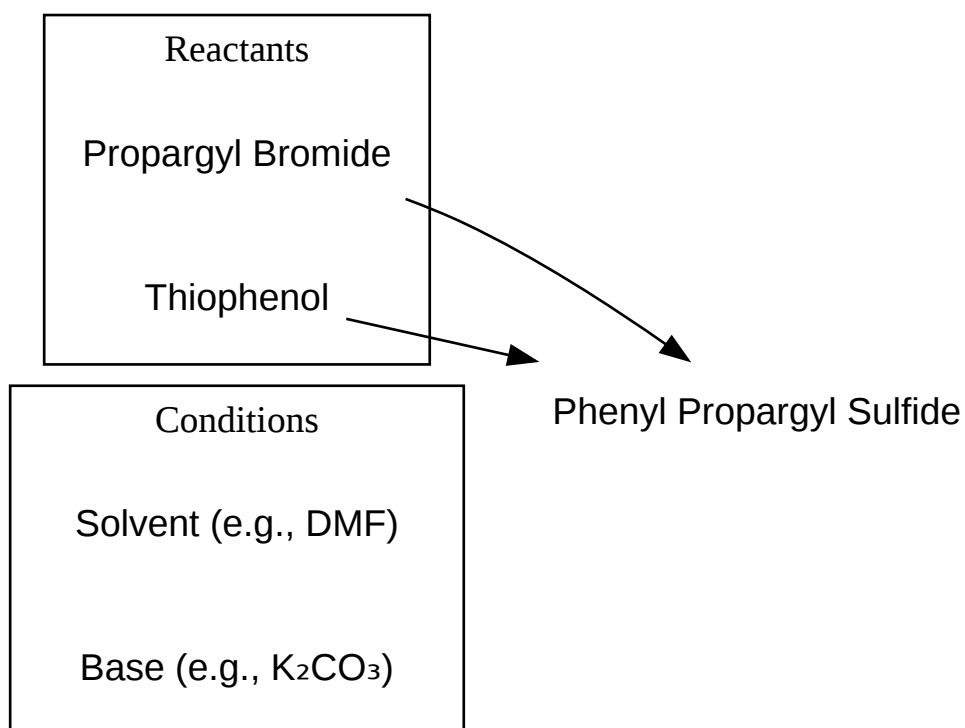 Reactants
Propargyl Bromide
Thiophenol
Conditions
Phenyl Propargyl Sulfide
Solvent (e.g., DMF)
Base (e.g., K₂CO₃)